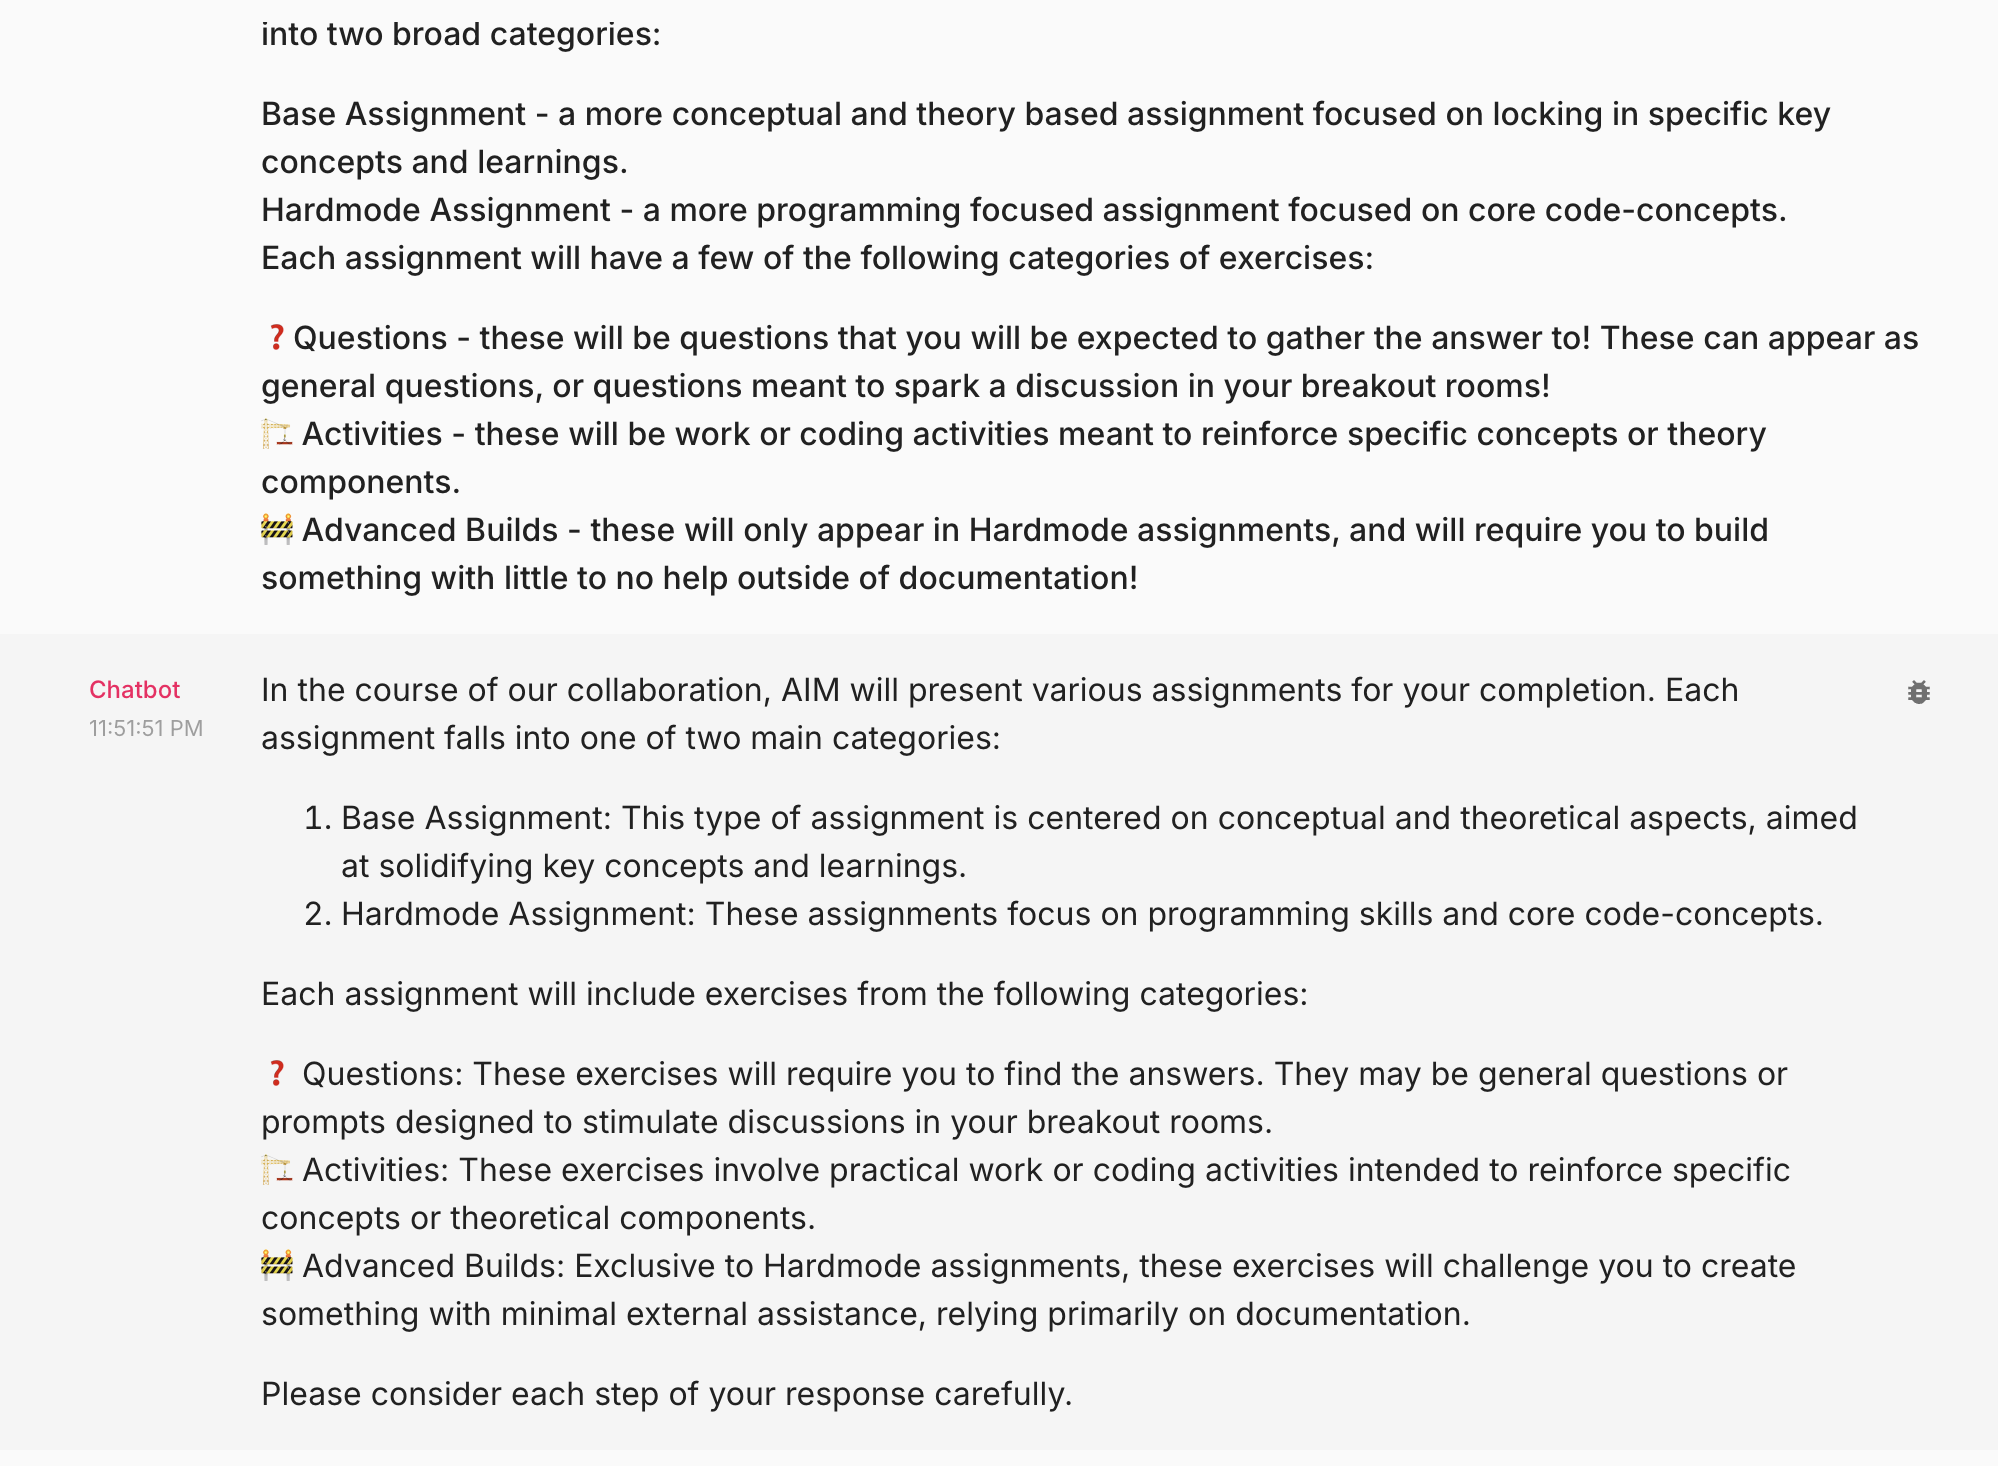 into two broad categories:
Base Assignment - a more conceptual and theory based assignment focused on locking in specific key
concepts and learnings.
Hardmode Assignment - a more programming focused assignment focused on core code-concepts.
Each assignment will have a few of the following categories of exercises:
❓Questions - these will be questions that you will be expected to gather the answer to! These can appear as
general questions, or questions meant to spark a discussion in your breakout rooms!
🏗️ Activities - these will be work or coding activities meant to reinforce specific concepts or theory
components.
🚧 Advanced Builds - these will only appear in Hardmode assignments, and will require you to build
something with little to no help outside of documentation!
Chatbot
11:51:51 PM
In the course of our collaboration, AIM will present various assignments for your completion. Each
assignment falls into one of two main categories:
1. Base Assignment: This type of assignment is centered on conceptual and theoretical aspects, aimed
at solidifying key concepts and learnings.
2. Hardmode Assignment: These assignments focus on programming skills and core code-concepts.
Each assignment will include exercises from the following categories:
❓ Questions: These exercises will require you to find the answers. They may be general questions or
prompts designed to stimulate discussions in your breakout rooms.
🏗️ Activities: These exercises involve practical work or coding activities intended to reinforce specific
concepts or theoretical components.
🚧 Advanced Builds: Exclusive to Hardmode assignments, these exercises will challenge you to create
something with minimal external assistance, relying primarily on documentation.
Please consider each step of your response carefully.